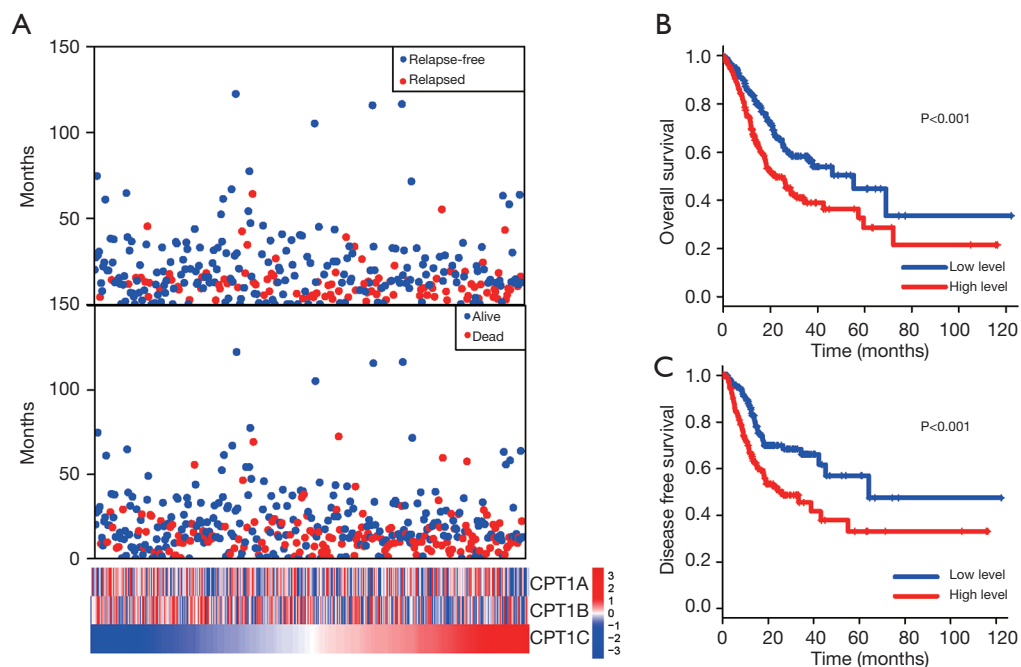 A
150
100
50
150
100
50
0
Months
Months
Relapse-free
Relapsed
Alive
Dead
CPT1A
CPT1B
CPT1C
3
2
1
0
−1
−2
−3
B
1.0
0.8
0.6
0.4
0.2
0.0
Overall survival
P<0.001
Low level
High level
0 20 40 60 80 100 120
Time (months)
C
1.0
0.8
0.6
0.4
0.2
0.0
Disease free survival
P<0.001
Low level
High level
0 20 40 60 80 100 120
Time (months)